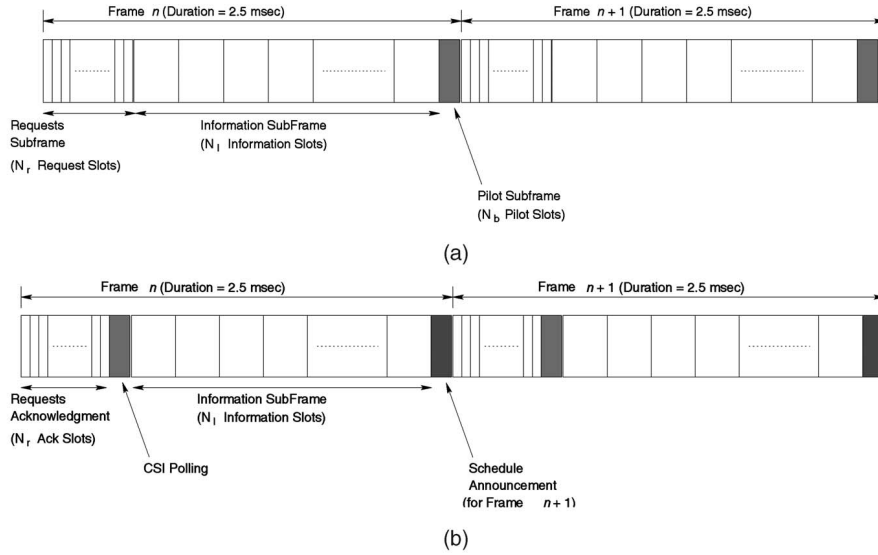 Frame n (Duration = 2.5 msec)
Frame n + 1 (Duration = 2.5 msec)
Requests
Subframe
(N r Request Slots)
Information SubFrame
(N I Information Slots)
Pilot Subframe
(N b Pilot Slots)
(a)
Frame n (Duration = 2.5 msec)
Frame n + 1 (Duration = 2.5 msec)
Requests
Acknowledgment
(N r Ack Slots)
Information SubFrame
(N I Information Slots)
CSI Polling
Schedule
Announcement
(for Frame n + 1)
(b)